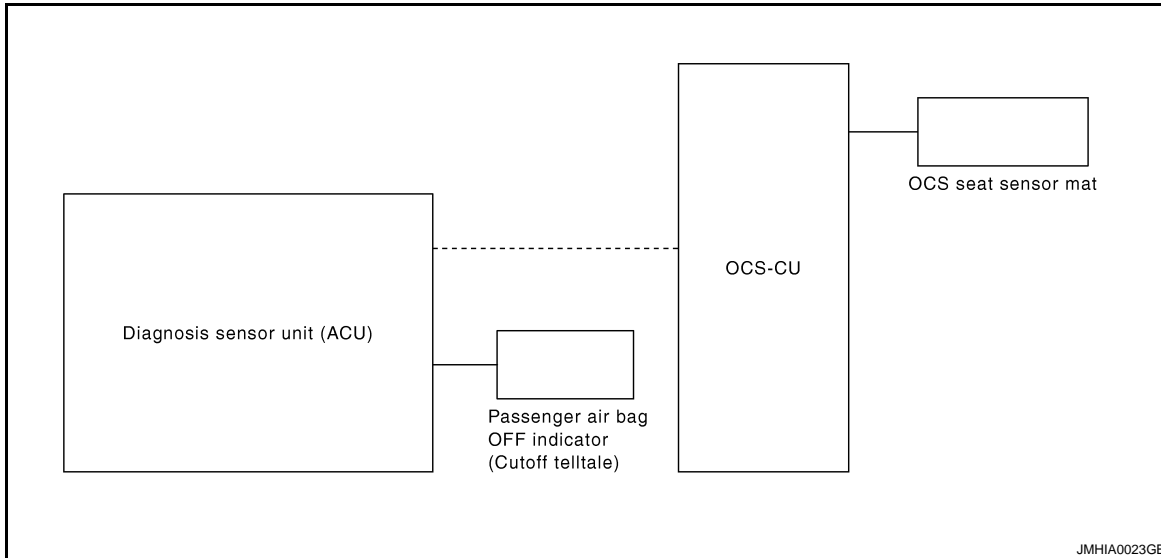 OCS seat sensor mat
OCS-CU
Diagnosis sensor unit (ACU)
Passenger air bag
OFF indicator
(Cutoff telltale)
JMHIA0023GB